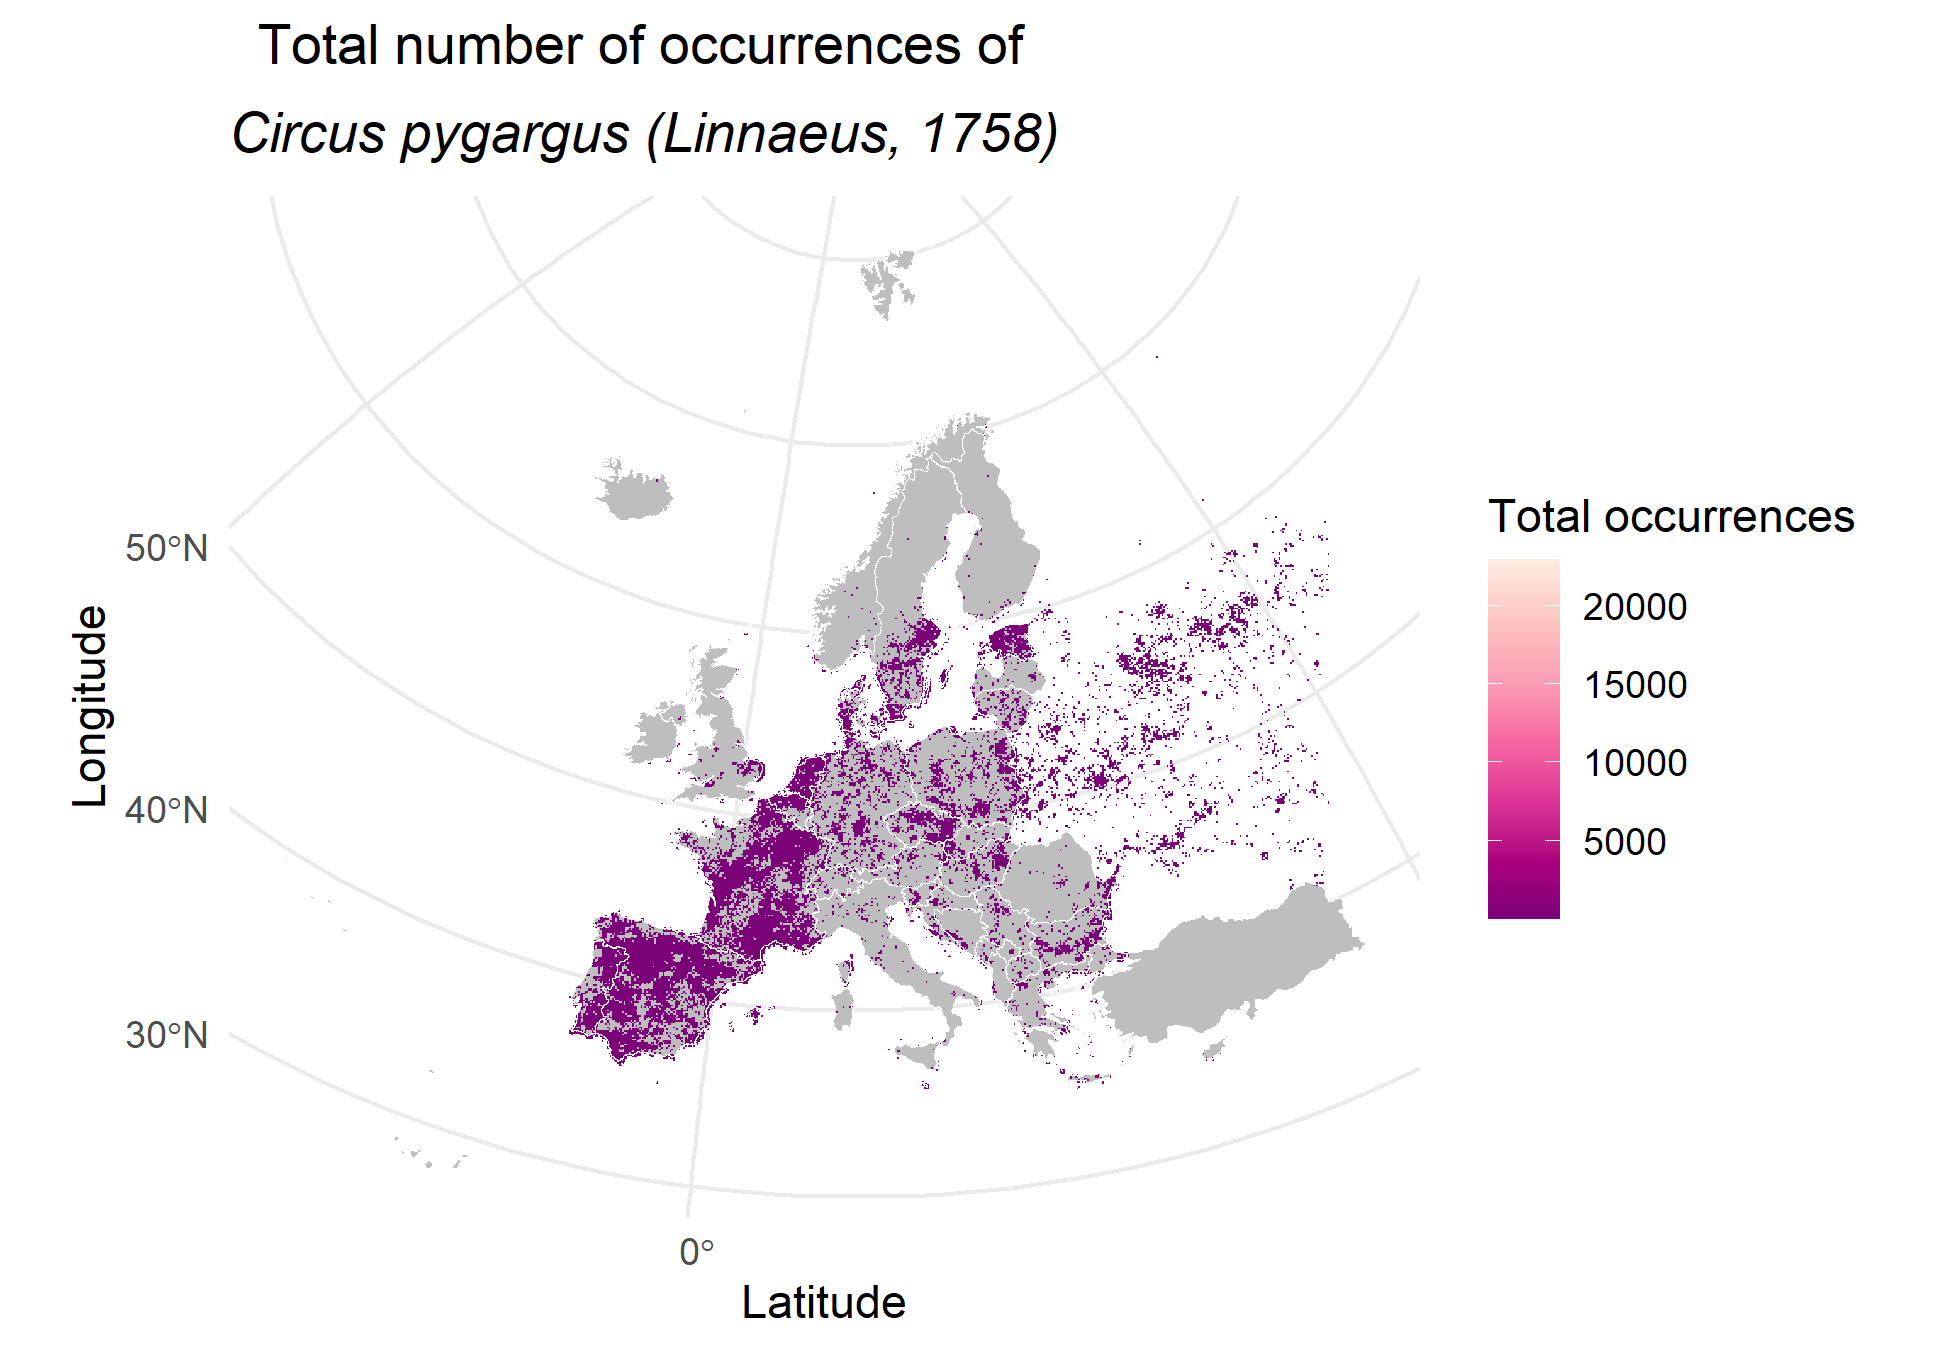 Total number of occurrences of
Circus pygargus (Linnaeus, 1758)
50°N
40°N
30°N
Longitude
0°
Latitude
Total occurrences
20000
15000
10000
5000